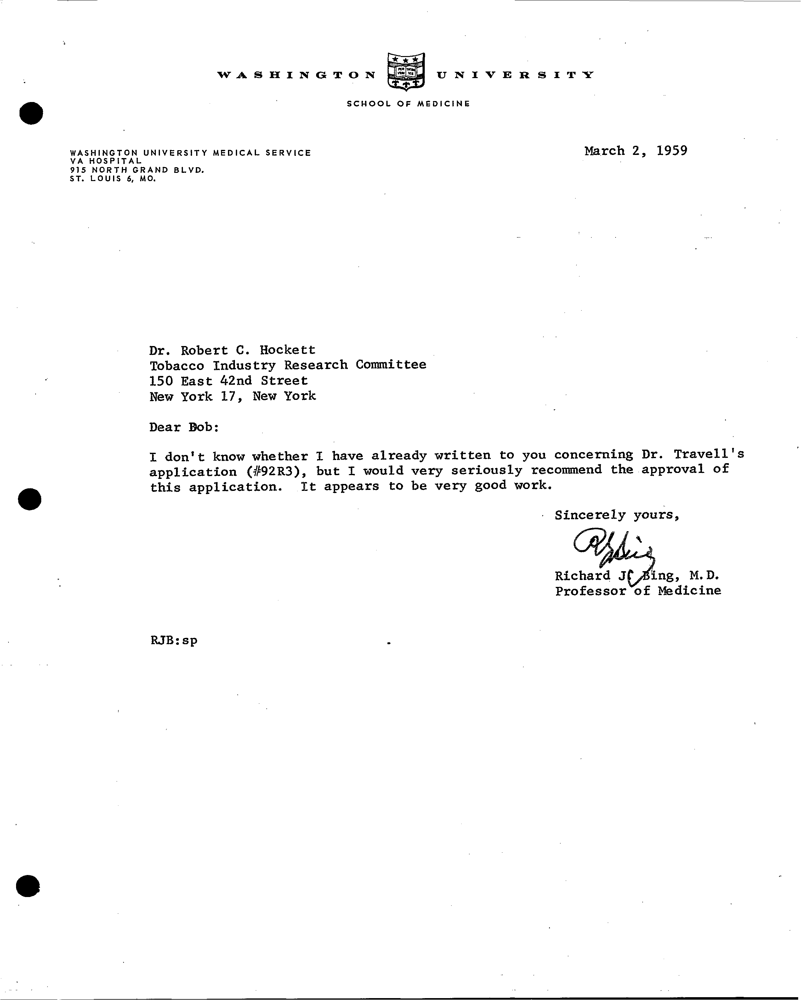 WASHINGTON UNIVERSITY
SCHOOL OF MEDICINE
WASHINGTON UNIVERSITY MEDICAL SERVICE
VA HOSPITAL
915 NORTH GRAND BLVD.
ST. LOUIS 6, MO.
March 2, 1959
Dr. Robert C. Hockett
Tobacco Industry Research Committee
150 East 42nd Street
New York 17, New York
Dear Bob:
I don't know whether I have already written to you concerning Dr. Travell's
application (#92R3), but I would very seriously recommend the approval of
this application. It appears to be very good work.
Sincerely yours,
Richard J. Bing, M.D.
Professor of Medicine
RJB:sp